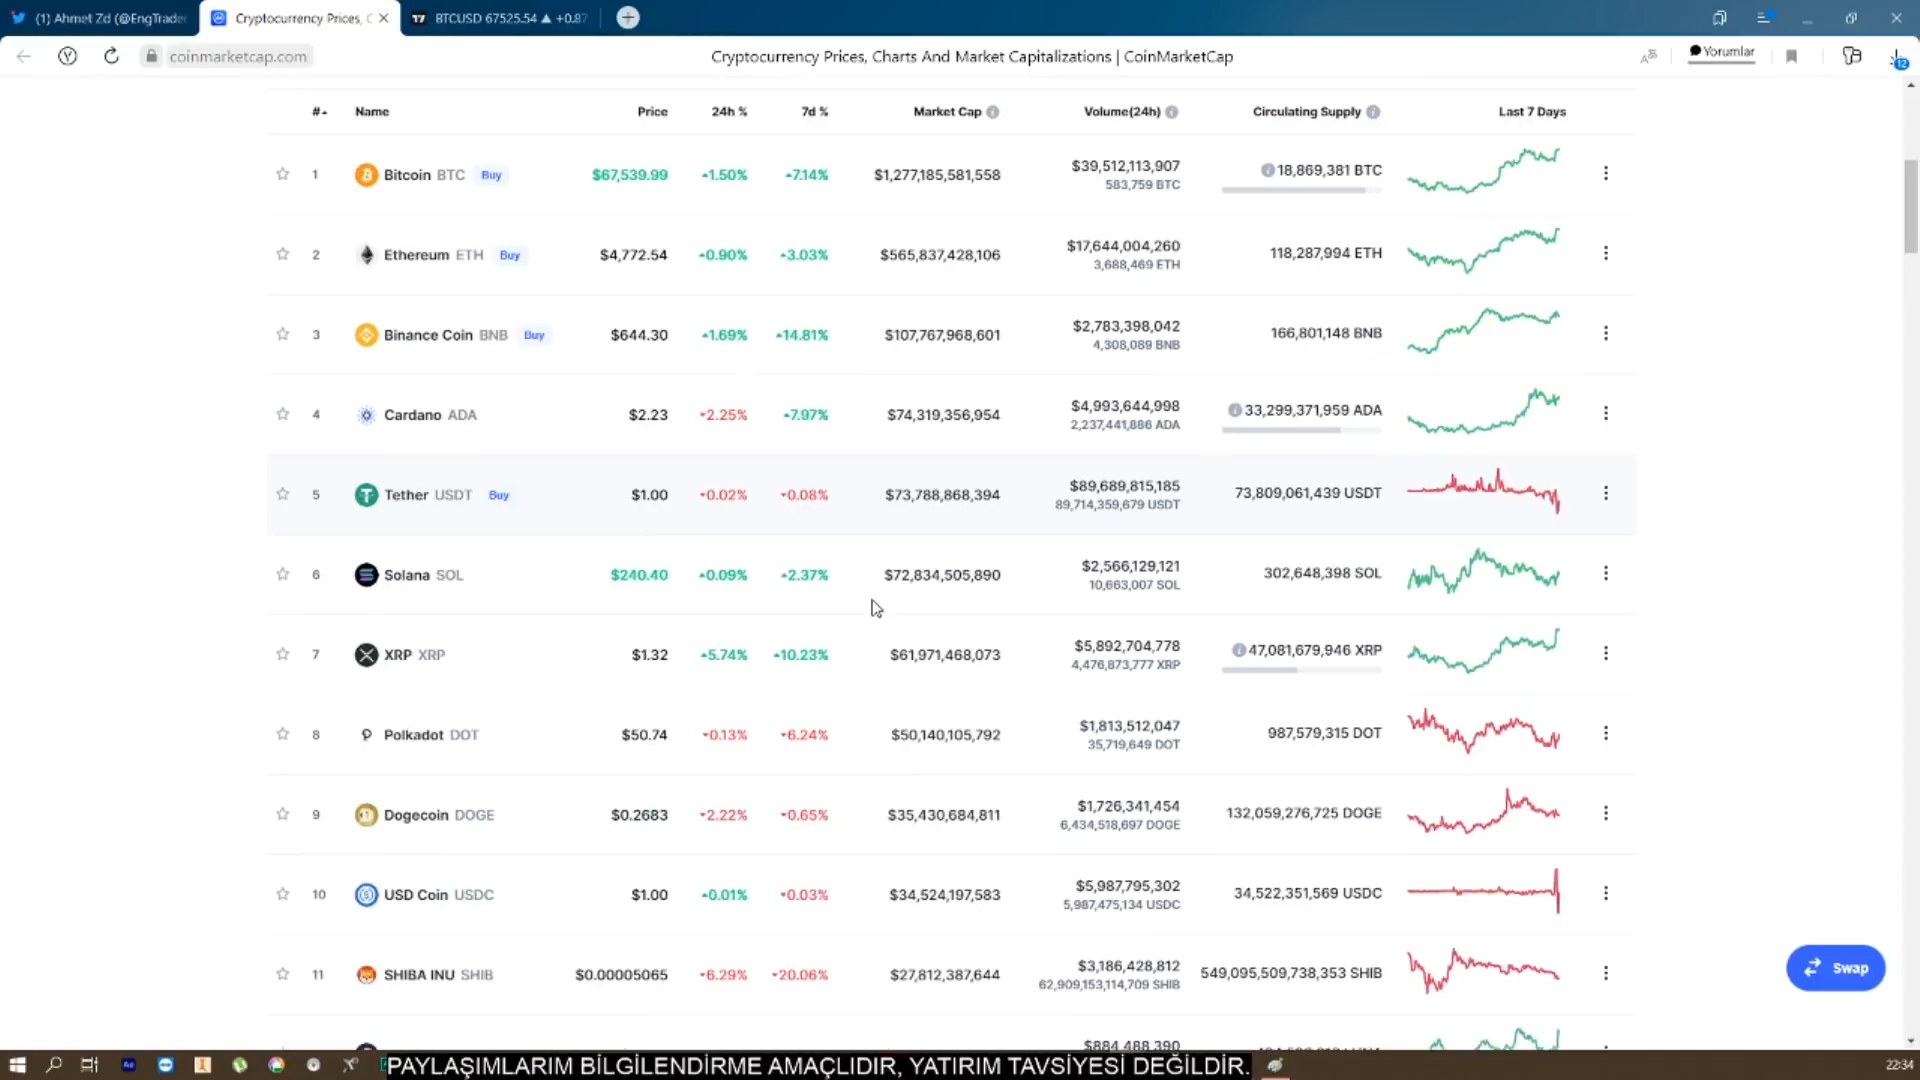 (1) Ahmet Zd (@EngTrader
Cryptocurrency Prices, C
BTCUSD 67525.54 ▲ +0.87
coinmarketcap.com
Cryptocurrency Prices, Charts And Market Capitalizations | CoinMarketCap
Yorumlar
12
# Name Price 24h % 7d % Market Cap Volume(24h) Circulating Supply Last 7 Days
1 Bitcoin BTC Buy $67,539.99 1.50% 7.14% $1,277,185,581,558 $39,512,113,907 18,869,381 BTC
583,759 BTC
2 Ethereum ETH Buy $4,772.54 0.90% 3.03% $565,837,428,106 $17,644,004,260 118,287,994 ETH
3,688,469 ETH
3 Binance Coin BNB Buy $644.30 1.69% 14.81% $107,767,968,601 $2,783,398,042 166,801,148 BNB
4,308,089 BNB
4 Cardano ADA $2.23 2.25% 7.97% $74,319,356,954 $4,993,644,998 33,299,371,959 ADA
2,237,441,886 ADA
5 Tether USDT Buy $1.00 0.02% 0.08% $73,788,868,394 $89,689,815,185 73,809,061,439 USDT
89,714,359,679 USDT
6 Solana SOL $240.40 0.09% 2.37% $72,834,505,890 $2,566,129,121 302,648,398 SOL
10,663,007 SOL
7 XRP XRP $1.32 5.74% 10.23% $61,971,468,073 $5,892,704,778 47,081,679,946 XRP
4,476,873,777 XRP
8 Polkadot DOT $50.74 0.13% 6.24% $50,140,105,792 $1,813,512,047 987,579,315 DOT
35,719,649 DOT
9 Dogecoin DOGE $0.2683 2.22% 0.65% $35,430,684,811 $1,726,341,454 132,059,276,725 DOGE
6,434,518,697 DOGE
10 USD Coin USDC $1.00 0.01% 0.03% $34,524,197,583 $5,987,795,302 34,522,351,569 USDC
5,987,475,134 USDC
11 SHIBA INU SHIB $0.00005065 6.29% 20.06% $27,812,387,644 $3,186,428,812 549,095,509,738,353 SHIB
62,909,153,114,709 SHIB
Swap
$884,488,390
PAYLAŞIMLARIM BİLGİLENDİRME AMAÇLIDIR, YATIRIM TAVSİYESİ DEĞİLDİR.
22:34